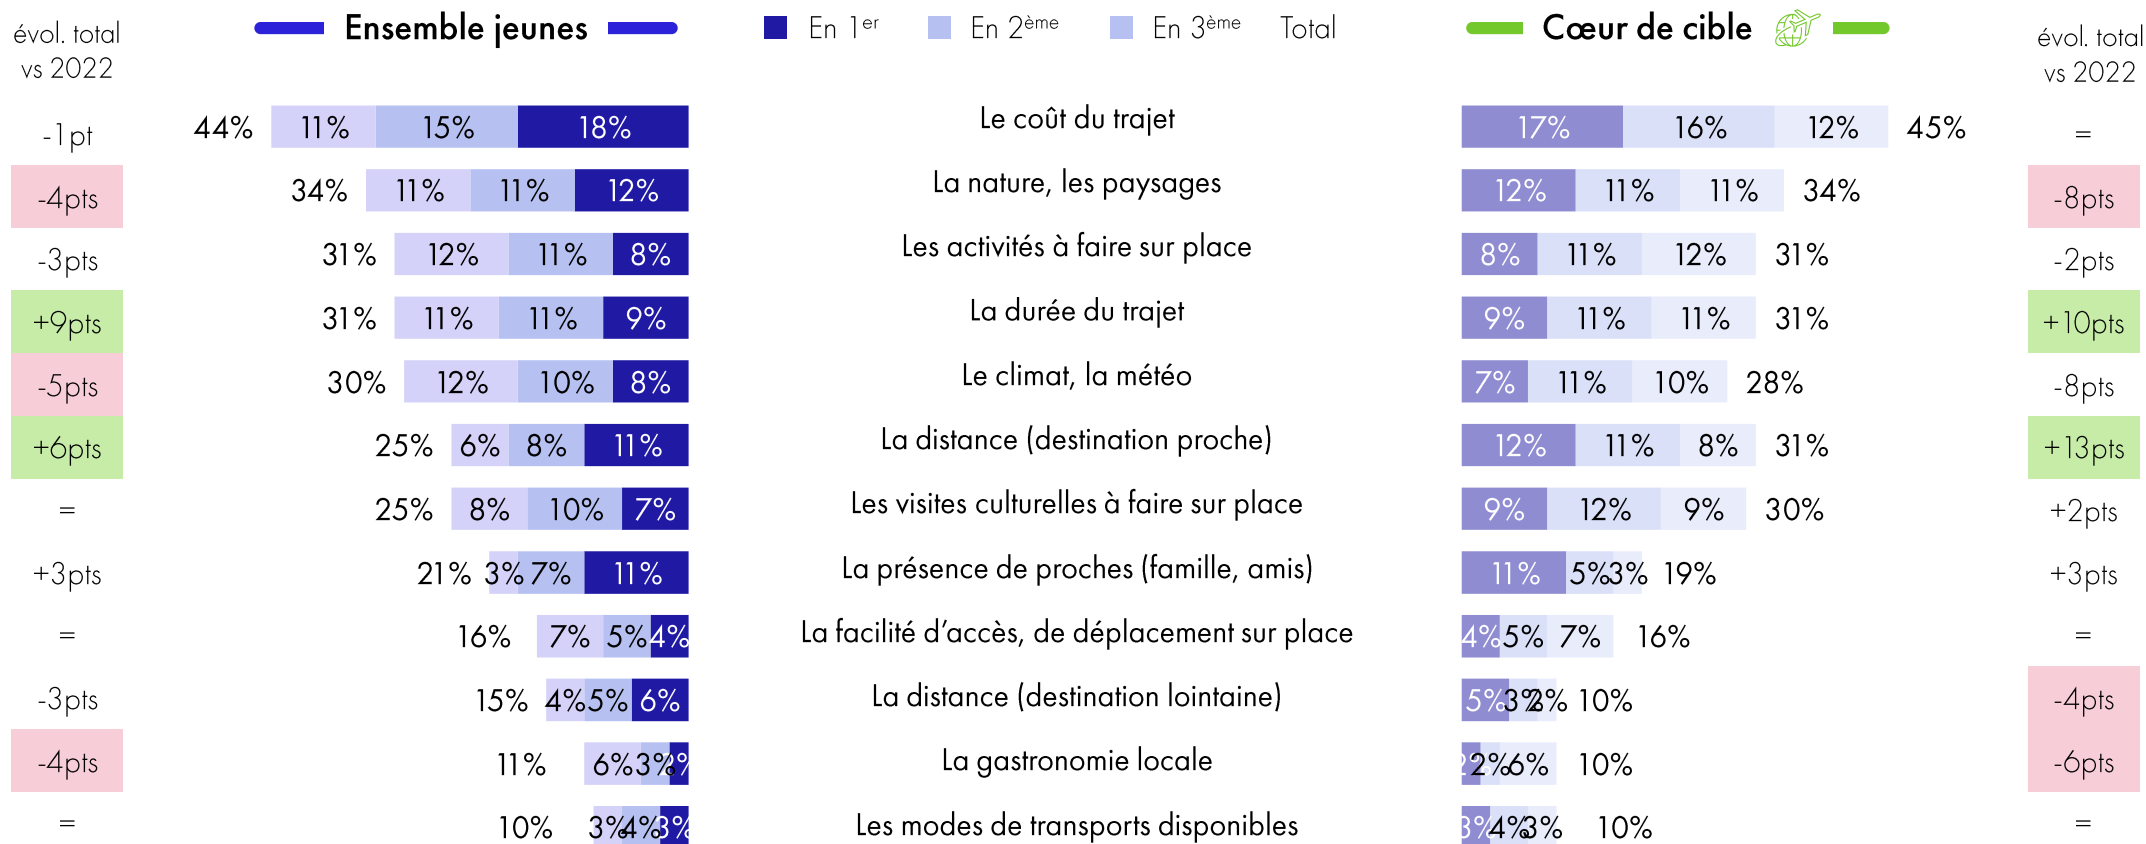 évol. total
vs 2022
Ensemble jeunes
En 1er
En 2ème
En 3ème
Total
Cœur de cible
évol. total
vs 2022
-1pt 44% 11% 15% 18% Le coût du trajet 17% 16% 12% 45% =
-4pts 34% 11% 11% 12% La nature, les paysages 12% 11% 11% 34% -8pts
-3pts 31% 12% 11% 8% Les activités à faire sur place 8% 11% 12% 31% -2pts
+9pts 31% 11% 11% 9% La durée du trajet 9% 11% 11% 31% +10pts
-5pts 30% 12% 10% 8% Le climat, la météo 7% 11% 10% 28% -8pts
+6pts 25% 6% 8% 11% La distance (destination proche) 12% 11% 8% 31% +13pts
= 25% 8% 10% 7% Les visites culturelles à faire sur place 9% 12% 9% 30% +2pts
+3pts 21% 3% 7% 11% La présence de proches (famille, amis) 11% 5% 3% 19% +3pts
= 16% 7% 5% 4% La facilité d’accès, de déplacement sur place 4% 5% 7% 16% =
-3pts 15% 4% 5% 6% La distance (destination lointaine) 5% 3% 2% 10% -4pts
-4pts 11% 6% 3% 2% La gastronomie locale 2% 2% 6% 10% -6pts
= 10% 3% 4% 3% Les modes de transports disponibles 3% 4% 3% 10% =